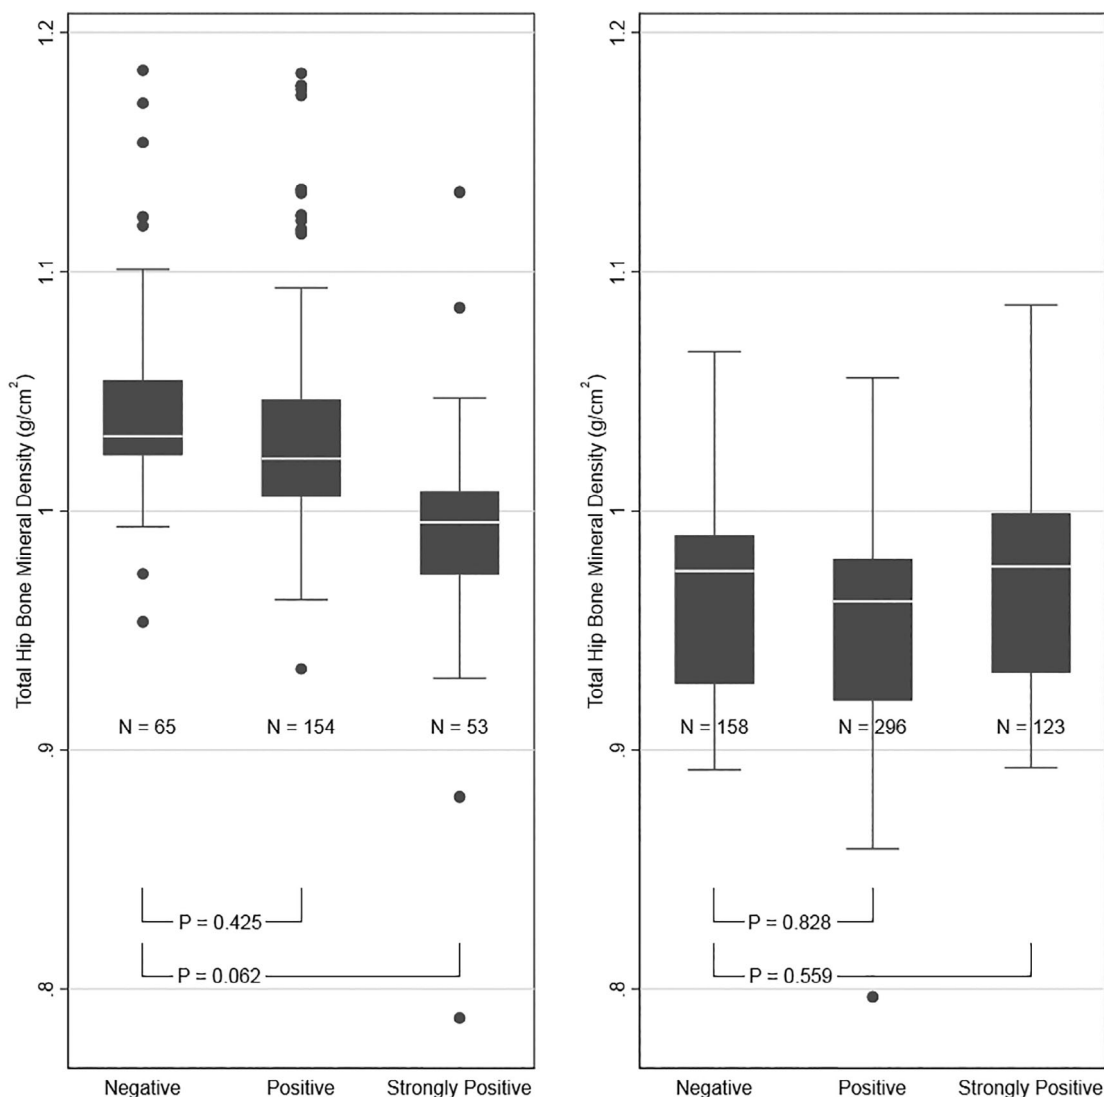 Total Hip Bone Mineral Density (g/cm²)
1.2
1.1
1
.9
.8
N = 65
N = 154
N = 53
P = 0.425
P = 0.062
Negative
Positive
Strongly Positive
Total Hip Bone Mineral Density (g/cm²)
1.2
1.1
1
.9
.8
N = 158
N = 296
N = 123
P = 0.828
P = 0.559
Negative
Positive
Strongly Positive